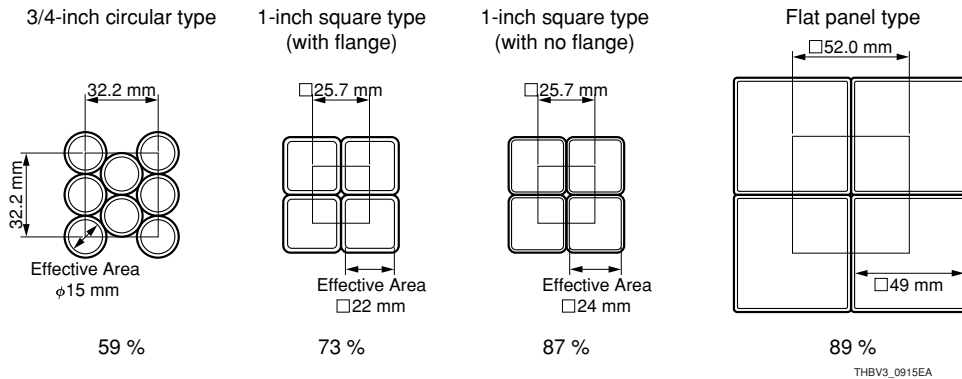 3/4-inch circular type
1-inch square type
(with flange)
1-inch square type
(with no flange)
Flat panel type
32.2 mm
32.2 mm
Effective Area
φ15 mm
□25.7 mm
Effective Area
□22 mm
□25.7 mm
Effective Area
□24 mm
□52.0 mm
□49 mm
59 %
73 %
87 %
89 %
THBV3_0915EA